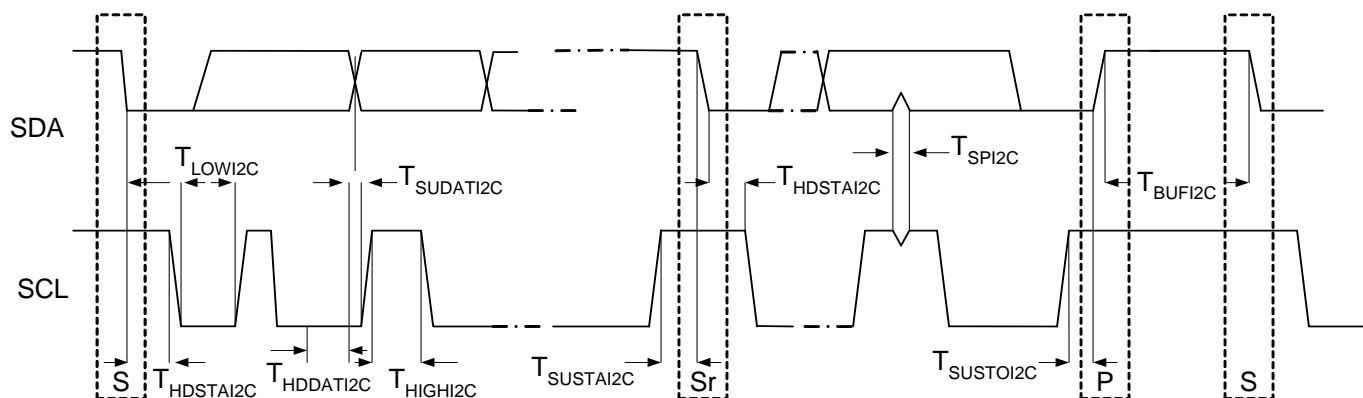 SDA
T_LOWI2C
T_SUDATI2C
T_HDSTAI2C
T_SPI2C
T_BUFI2C
SCL
S
T_HDSTAI2C
T_HDDATI2C
T_HIGHI2C
T_SUSTAI2C
Sr
T_SUSTOI2C
P
S